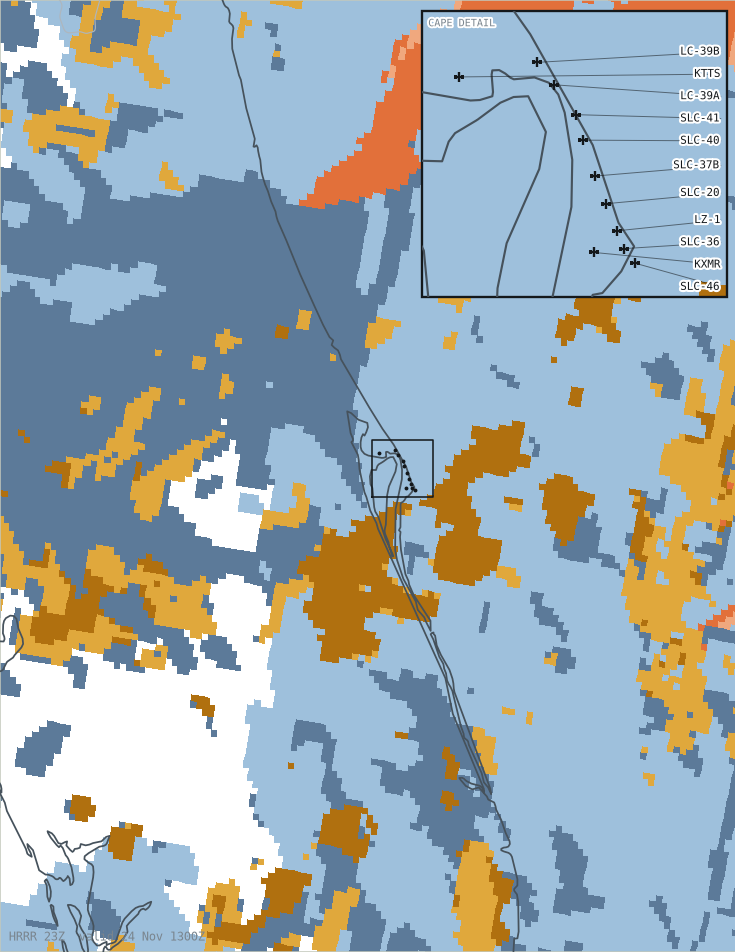 CAPE DETAIL
LC-39B
KTTS
LC-39A
SLC-41
SLC-40
SLC-37B
SLC-20
LZ-1
SLC-36
KXMR
SLC-46
HRRR 23Z 24 Nov 1300Z